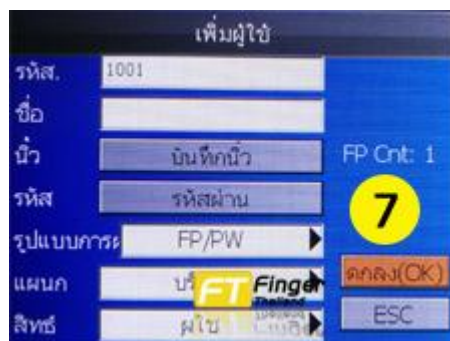 เพิ่มผู้ใช้
รหัส. 1001
ชื่อ
นิ้ว บันทึกนิ้ว FP Cnt: 1
รหัส รหัสผ่าน 7
รูปแบบการ FP/PW
แผนก
ตกลง(OK)
FT Finger
Thailand
สิทธิ์ ESC